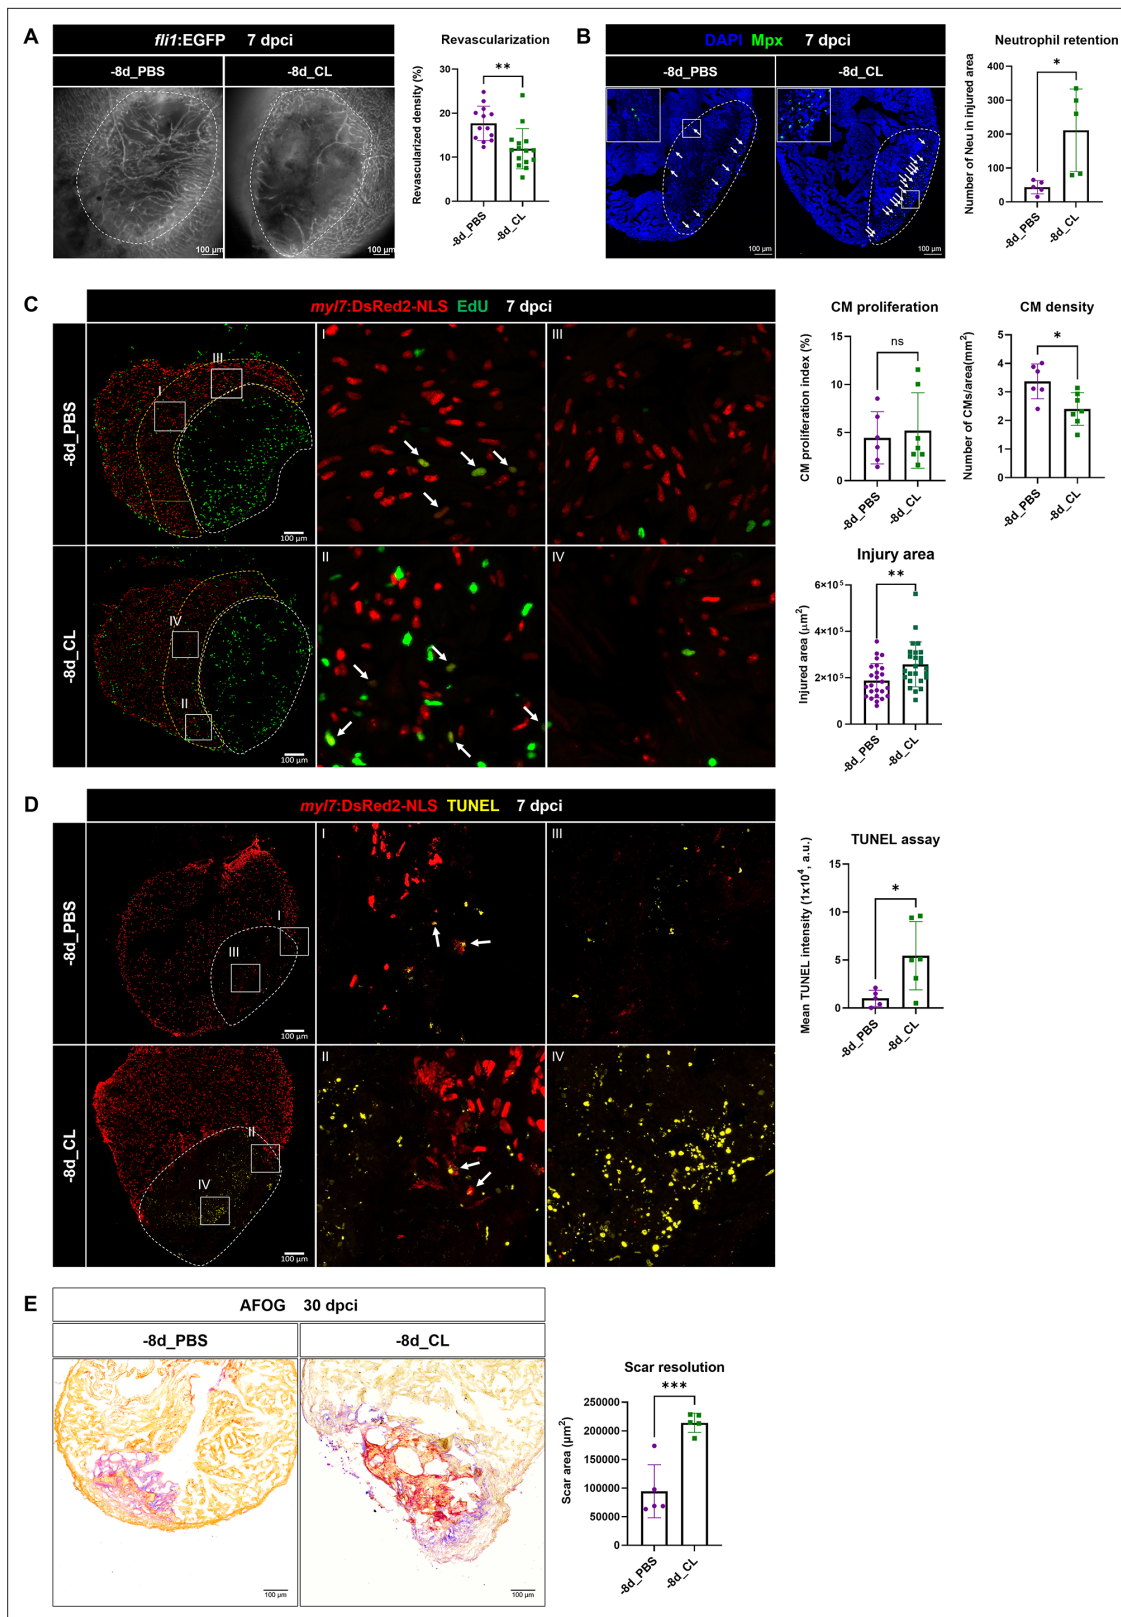 A
fli1:EGFP 7 dpci
-8d_PBS
-8d_CL
100 µm
100 µm
Revascularization
**
Revascularized density (%)
30
20
10
0
-8d_PBS
-8d_CL
B
DAPI Mpx 7 dpci
-8d_PBS
-8d_CL
100 µm
100 µm
Neutrophil retention
*
Number of Neu in injured area
400
300
200
100
0
-8d_PBS
-8d_CL
C
myl7:DsRed2-NLS EdU 7 dpci
-8d_PBS
I
III
100 µm
I
III
-8d_CL
IV
II
100 µm
II
IV
CM proliferation
ns
CM proliferation index (%)
15
10
5
0
-8d_PBS
-8d_CL
CM density
*
Number of CMs/area(mm²)
5
4
3
2
1
0
-8d_PBS
-8d_CL
Injury area
**
Injured area (µm²)
6×10⁵
4×10⁵
2×10⁵
0
-8d_PBS
-8d_CL
D
myl7:DsRed2-NLS TUNEL 7 dpci
-8d_PBS
I
III
100 µm
I
III
-8d_CL
II
IV
100 µm
II
IV
TUNEL assay
*
Mean TUNEL intensity (1x10⁴, a.u.)
15
10
5
0
-8d_PBS
-8d_CL
E
AFOG 30 dpci
-8d_PBS
-8d_CL
100 µm
100 µm
Scar resolution
***
Scar area (µm²)
250000
200000
150000
100000
50000
0
-8d_PBS
-8d_CL